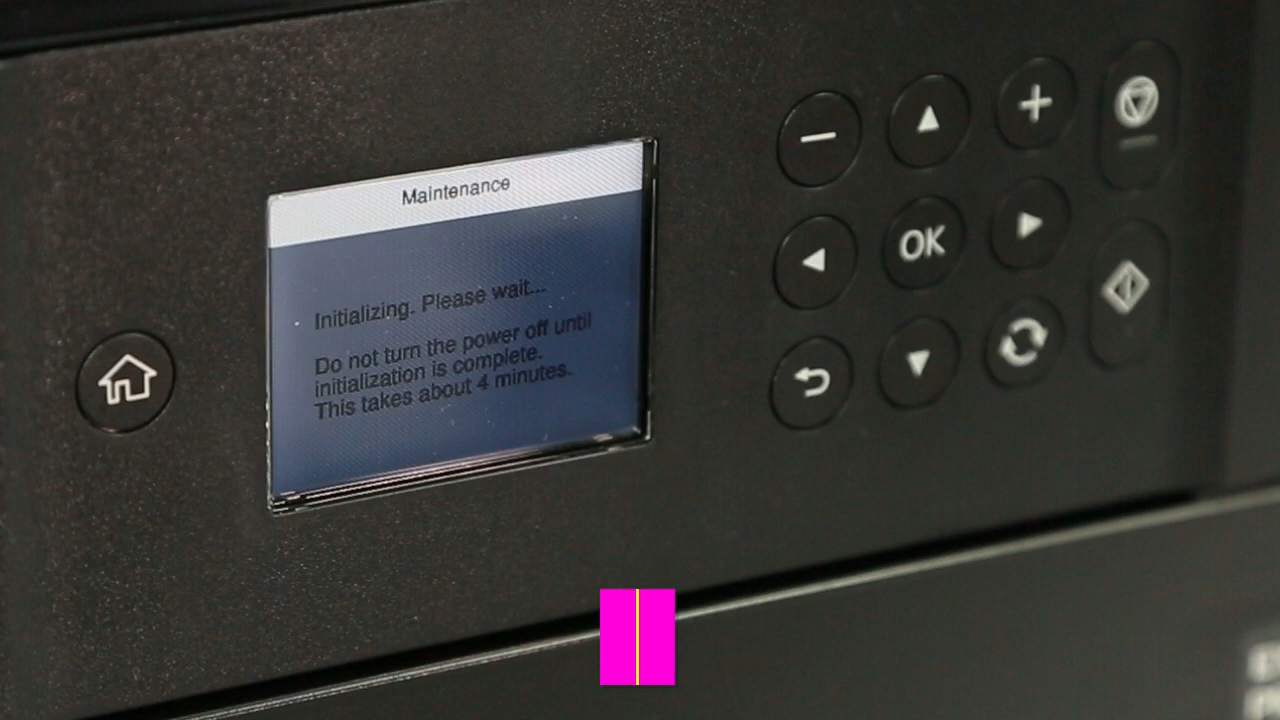 Maintenance
Initializing. Please wait...
Do not turn the power off until
initialization is complete.
This takes about 4 minutes.
OK